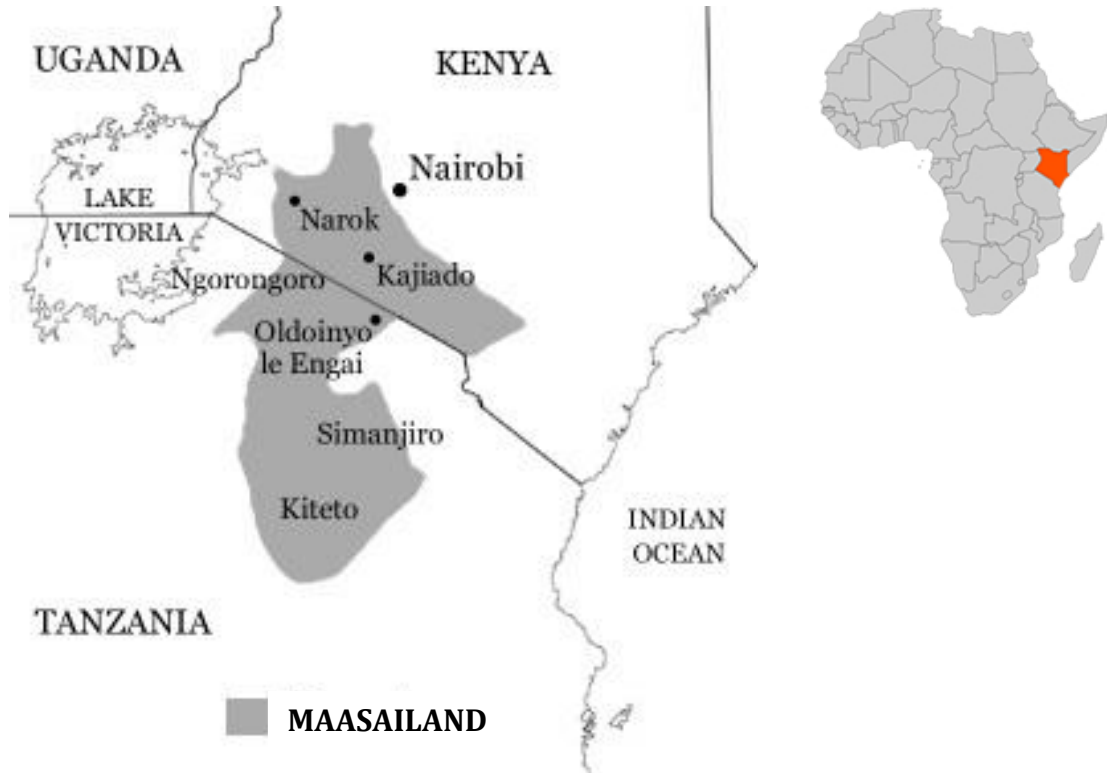 UGANDA
KENYA
Nairobi
LAKE
VICTORIA
Narok
Ngorongoro
Kajiado
Oldoinyo
le Engai
Simanjiro
Kiteto
INDIAN
OCEAN
TANZANIA
MAASAILAND